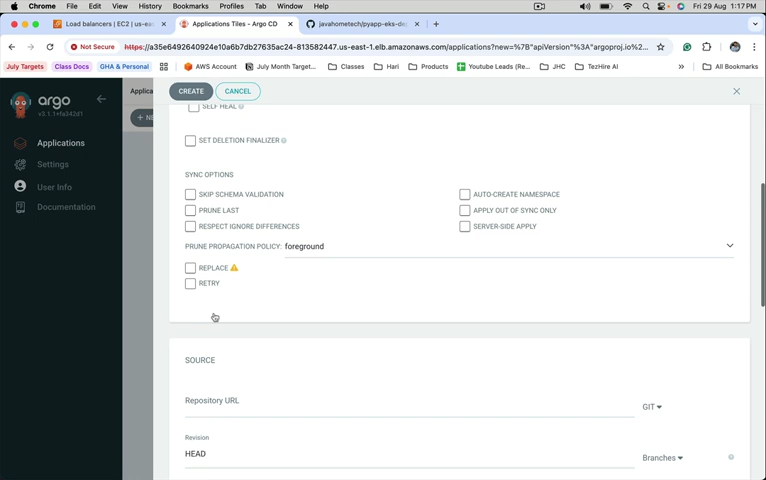 Chrome File Edit View History Bookmarks Profiles Tab Window Help Fri 29 Aug 1:17 PM
Load balancers | EC2 | us-eas Applications Tiles - Argo CD javahometech/pyapp-eks-dep
Not Secure https://a35e6492640924e10a6b7db27635ac24-813582447.us-east-1.elb.amazonaws.com/applications?new=%7B"apiVersion"%3A"argoproj.io%2...
July Targets Class Docs GHA & Personal AWS Account July Month Target... Classes Hari Products Youtube Leads (Re... JHC TezHire AI All Bookmarks
argo
v3.1.1+fa342d1
Applications
Settings
User Info
Documentation
Applica
+ NE
CREATE CANCEL
SELF HEAL
SET DELETION FINALIZER
SYNC OPTIONS
SKIP SCHEMA VALIDATION AUTO-CREATE NAMESPACE
PRUNE LAST APPLY OUT OF SYNC ONLY
RESPECT IGNORE DIFFERENCES SERVER-SIDE APPLY
PRUNE PROPAGATION POLICY: foreground
REPLACE
RETRY
SOURCE
Repository URL
GIT
Revision
HEAD
Branches